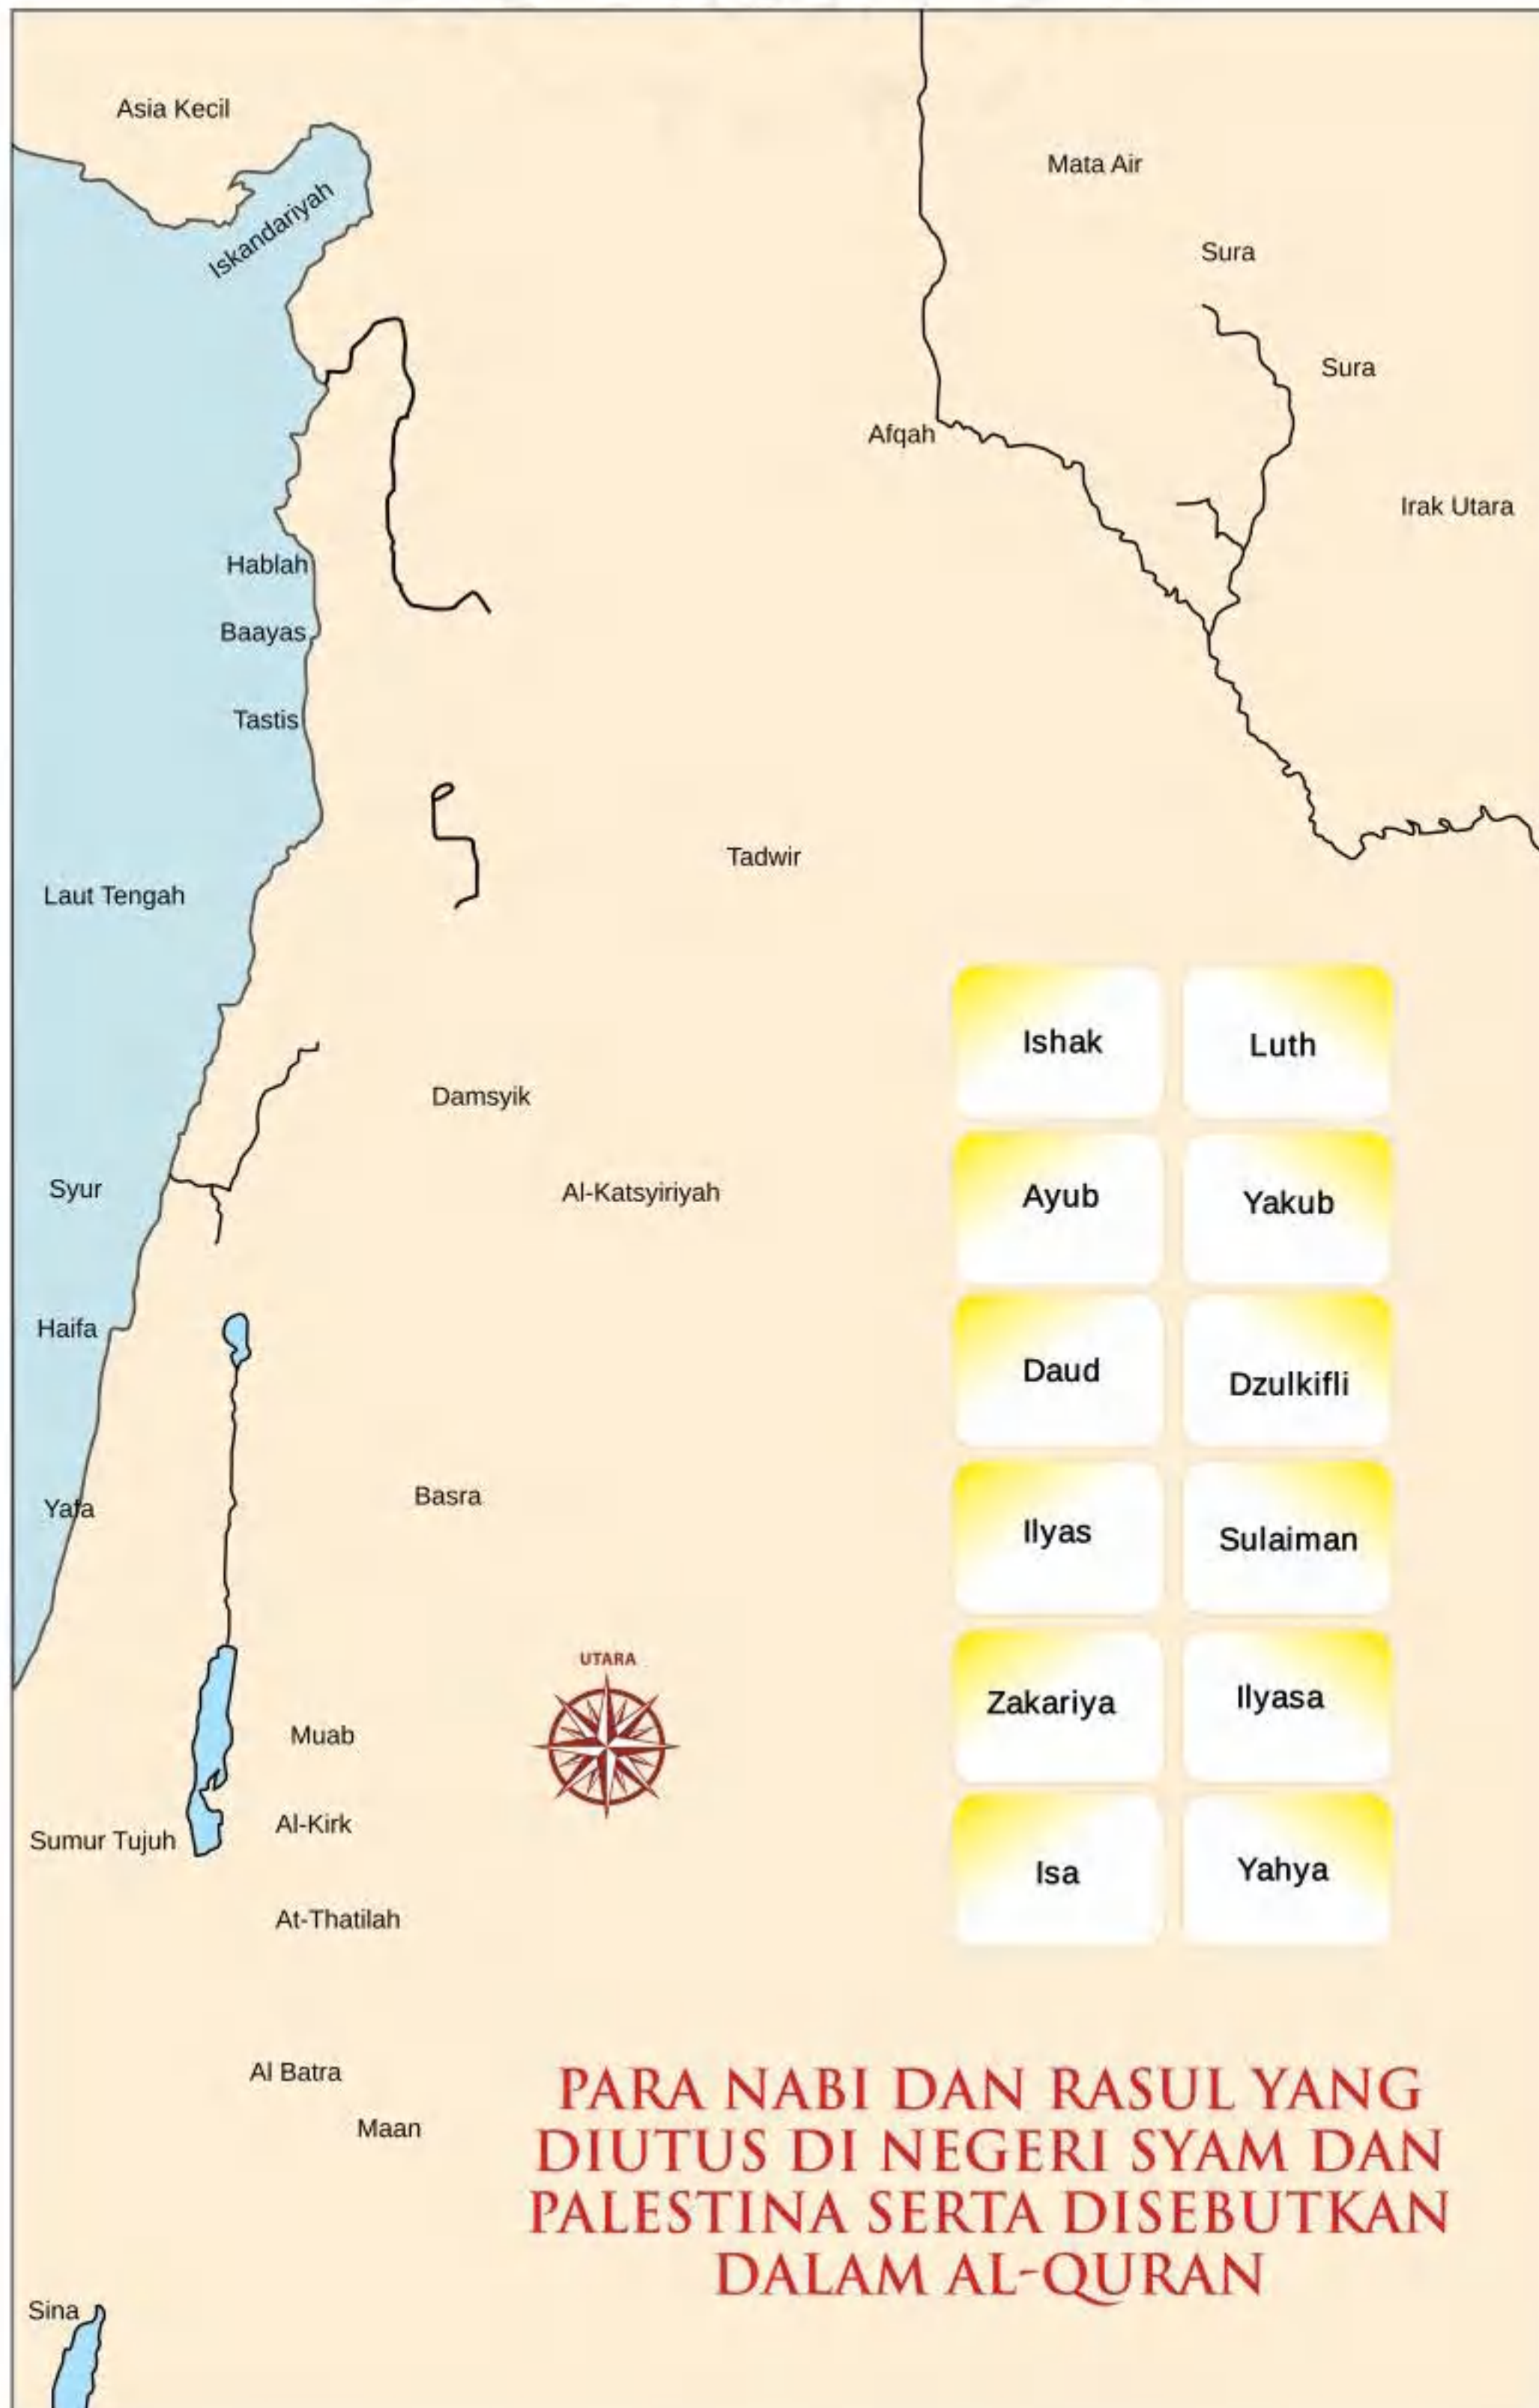 Asia Kecil
Mata Air
Iskandariyah
Sura
Sura
Afqah
Irak Utara
Hablah
Baayas
Tastis
Tadwir
Laut Tengah
Ishak
Luth
Damsyik
Syur
Al-Katsyiriyah
Ayub
Yakub
Haifa
Daud
Dzulkifli
Yafa
Basra
Ilyas
Sulaiman
UTARA
Zakariya
Ilyasa
Muab
Al-Kirk
Sumur Tujuh
Isa
Yahya
At-Thatilah
Al Batra
Maan
PARA NABI DAN RASUL YANG
DIUTUS DI NEGERI SYAM DAN
PALESTINA SERTA DISEBUTKAN
DALAM AL-QURAN
Sina